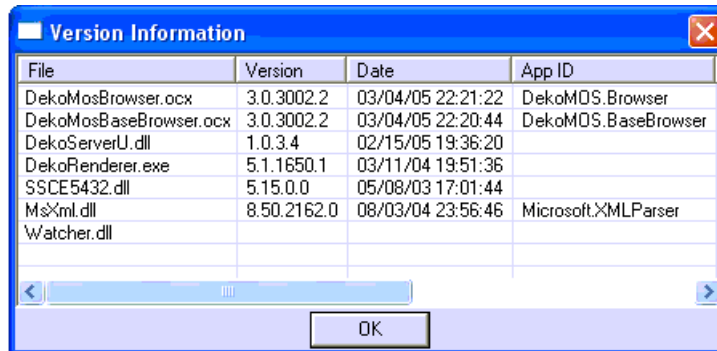 Version Information
File Version Date App ID
DekoMosBrowser.ocx 3.0.3002.2 03/04/05 22:21:22 DekoMOS.Browser
DekoMosBaseBrowser.ocx 3.0.3002.2 03/04/05 22:20:44 DekoMOS.BaseBrowser
DekoServerU.dll 1.0.3.4 02/15/05 19:36:20
DekoRenderer.exe 5.1.1650.1 03/11/04 19:51:36
SSCE5432.dll 5.15.0.0 05/08/03 17:01:44
MsXml.dll 8.50.2162.0 08/03/04 23:56:46 Microsoft.XMLParser
Watcher.dll
OK